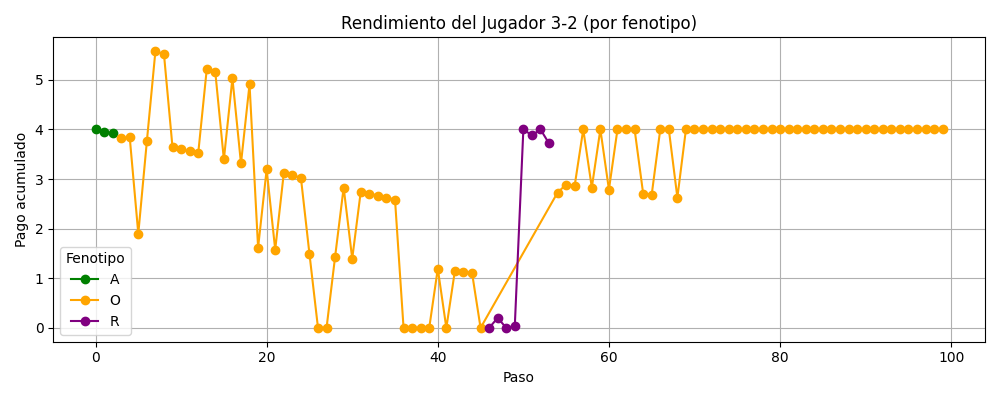 Rendimiento del Jugador 3-2 (por fenotipo)
Pago acumulado
5
4
3
2
1
0
Fenotipo
A
O
R
0 20 40 60 80 100
Paso